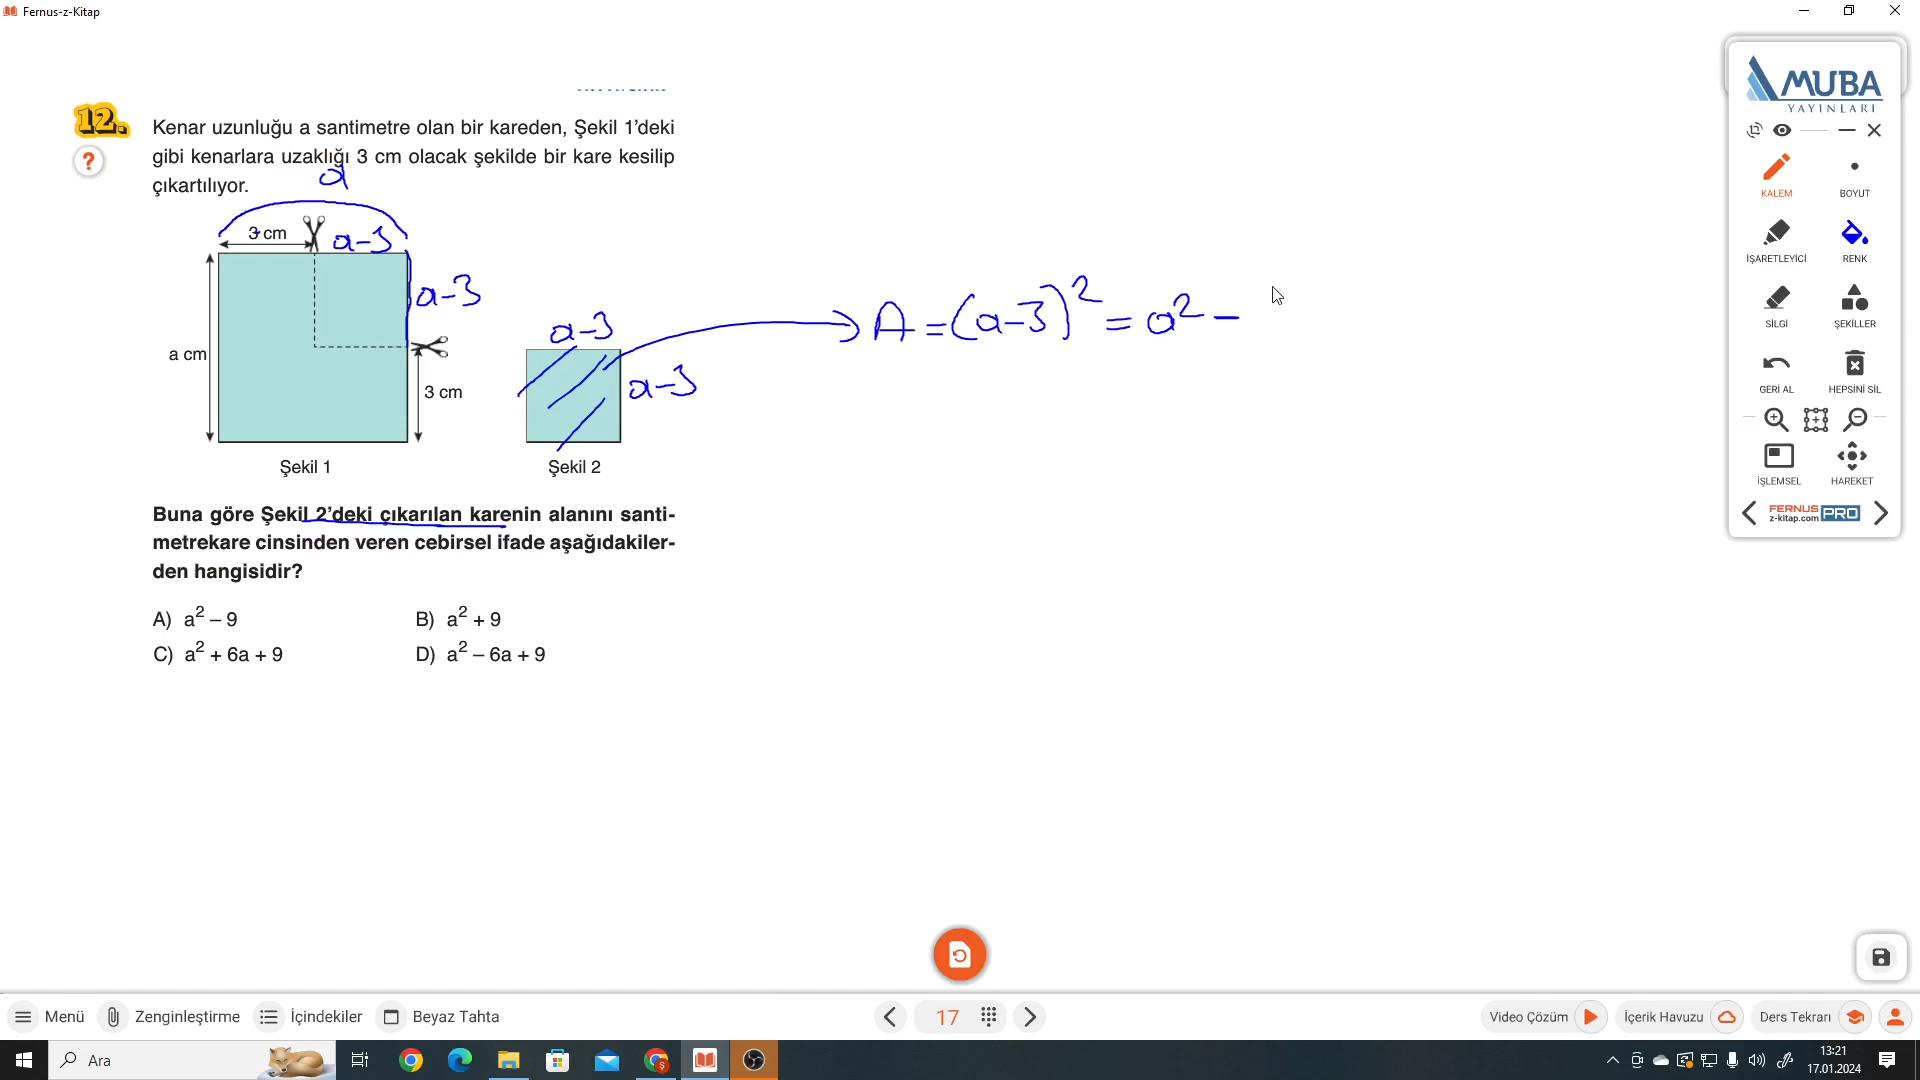 Fernus-z-Kitap
MUBA
YAYINLARI
12.
?
Kenar uzunluğu a santimetre olan bir kareden, Şekil 1'deki
gibi kenarlara uzaklığı 3 cm olacak şekilde bir kare kesilip
çıkartılıyor.
a
3 cm
a-3
a-3
a cm
3 cm
Şekil 1
a-3
a-3
Şekil 2
A = (a-3)² = a² -
Buna göre Şekil 2'deki çıkarılan karenin alanını santi-
metrekare cinsinden veren cebirsel ifade aşağıdakiler-
den hangisidir?
A) a² – 9
B) a² + 9
C) a² + 6a + 9
D) a² – 6a + 9
KALEM
BOYUT
İŞARETLEYİCİ
RENK
SİLGİ
ŞEKİLLER
GERİ AL
HEPSİNİ SİL
İŞLEMSEL
HAREKET
FERNUS
z-kitap.com
PRO
Menü
Zenginleştirme
İçindekiler
Beyaz Tahta
17
Video Çözüm
İçerik Havuzu
Ders Tekrarı
Ara
13:21
17.01.2024